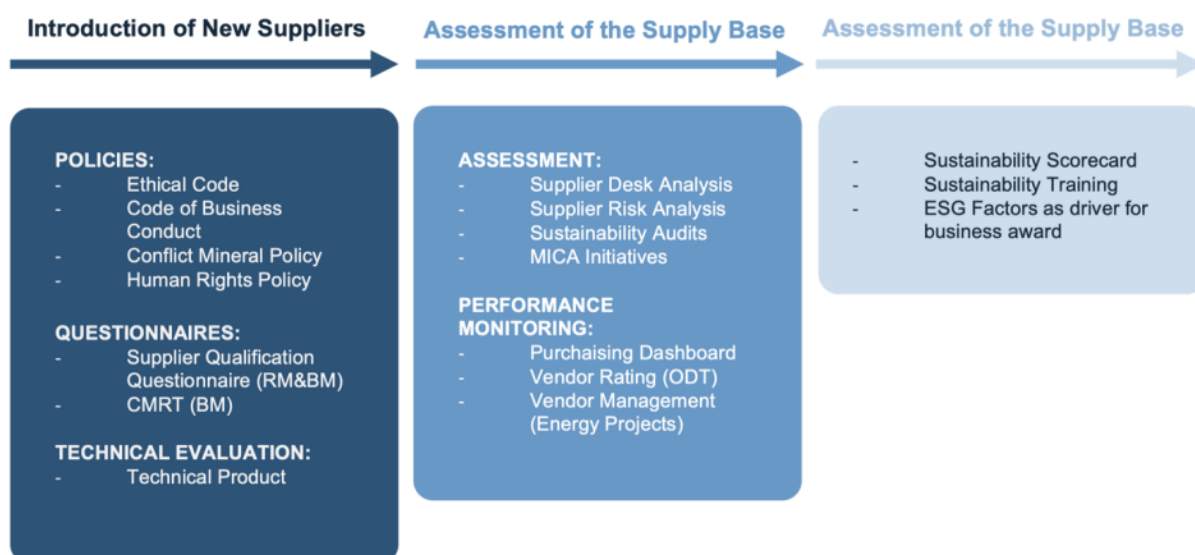 Introduction of New Suppliers
Assessment of the Supply Base
Assessment of the Supply Base
POLICIES:
- Ethical Code
- Code of Business
Conduct
- Conflict Mineral Policy
- Human Rights Policy
QUESTIONNAIRES:
- Supplier Qualification
Questionnaire (RM&BM)
- CMRT (BM)
TECHNICAL EVALUATION:
- Technical Product
ASSESSMENT:
- Supplier Desk Analysis
- Supplier Risk Analysis
- Sustainability Audits
- MICA Initiatives
PERFORMANCE
MONITORING:
- Purchaising Dashboard
- Vendor Rating (ODT)
- Vendor Management
(Energy Projects)
- Sustainability Scorecard
- Sustainability Training
- ESG Factors as driver for
business award